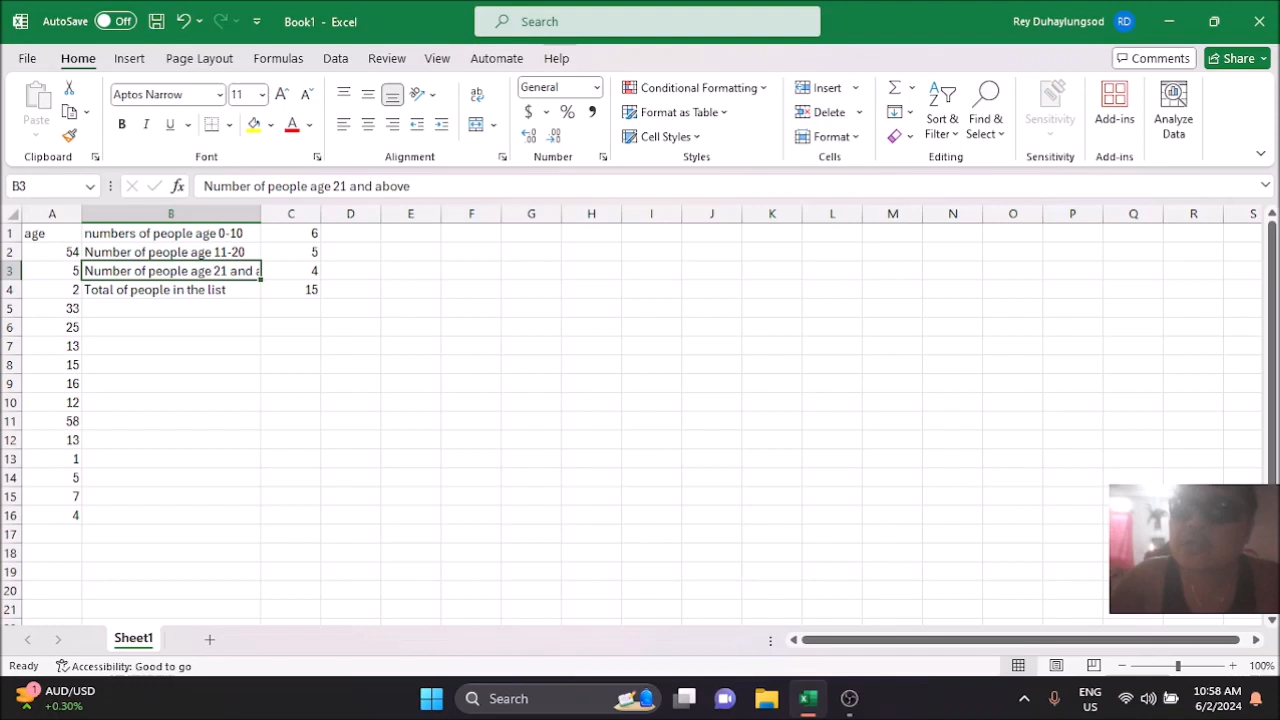 AutoSave Off Book1 - Excel Search Rey Duhaylungsod RD
File Home Insert Page Layout Formulas Data Review View Automate Help Comments Share
Paste
Clipboard
Aptos Narrow 11
B I U A
Font
Alignment
General
$ % ,
Number
Conditional Formatting
Format as Table
Cell Styles
Styles
Insert
Delete
Format
Cells
Sort &
Filter
Find &
Select
Editing
Sensitivity
Sensitivity
Add-ins
Add-ins
Analyze
Data
B3 fx Number of people age 21 and above
A B C D E F G H I J K L M N O P Q R S
1 age numbers of people age 0-10 6
2 54 Number of people age 11-20 5
3 5 Number of people age 21 and a 4
4 2 Total of people in the list 15
5 33
6 25
7 13
8 15
9 16
10 12
11 58
12 13
13 1
14 5
15 7
16 4
17
18
19
20
21
Sheet1
Ready Accessibility: Good to go 100%
1 AUD/USD
+0.30%
Search
ENG
US
10:58 AM
6/2/2024